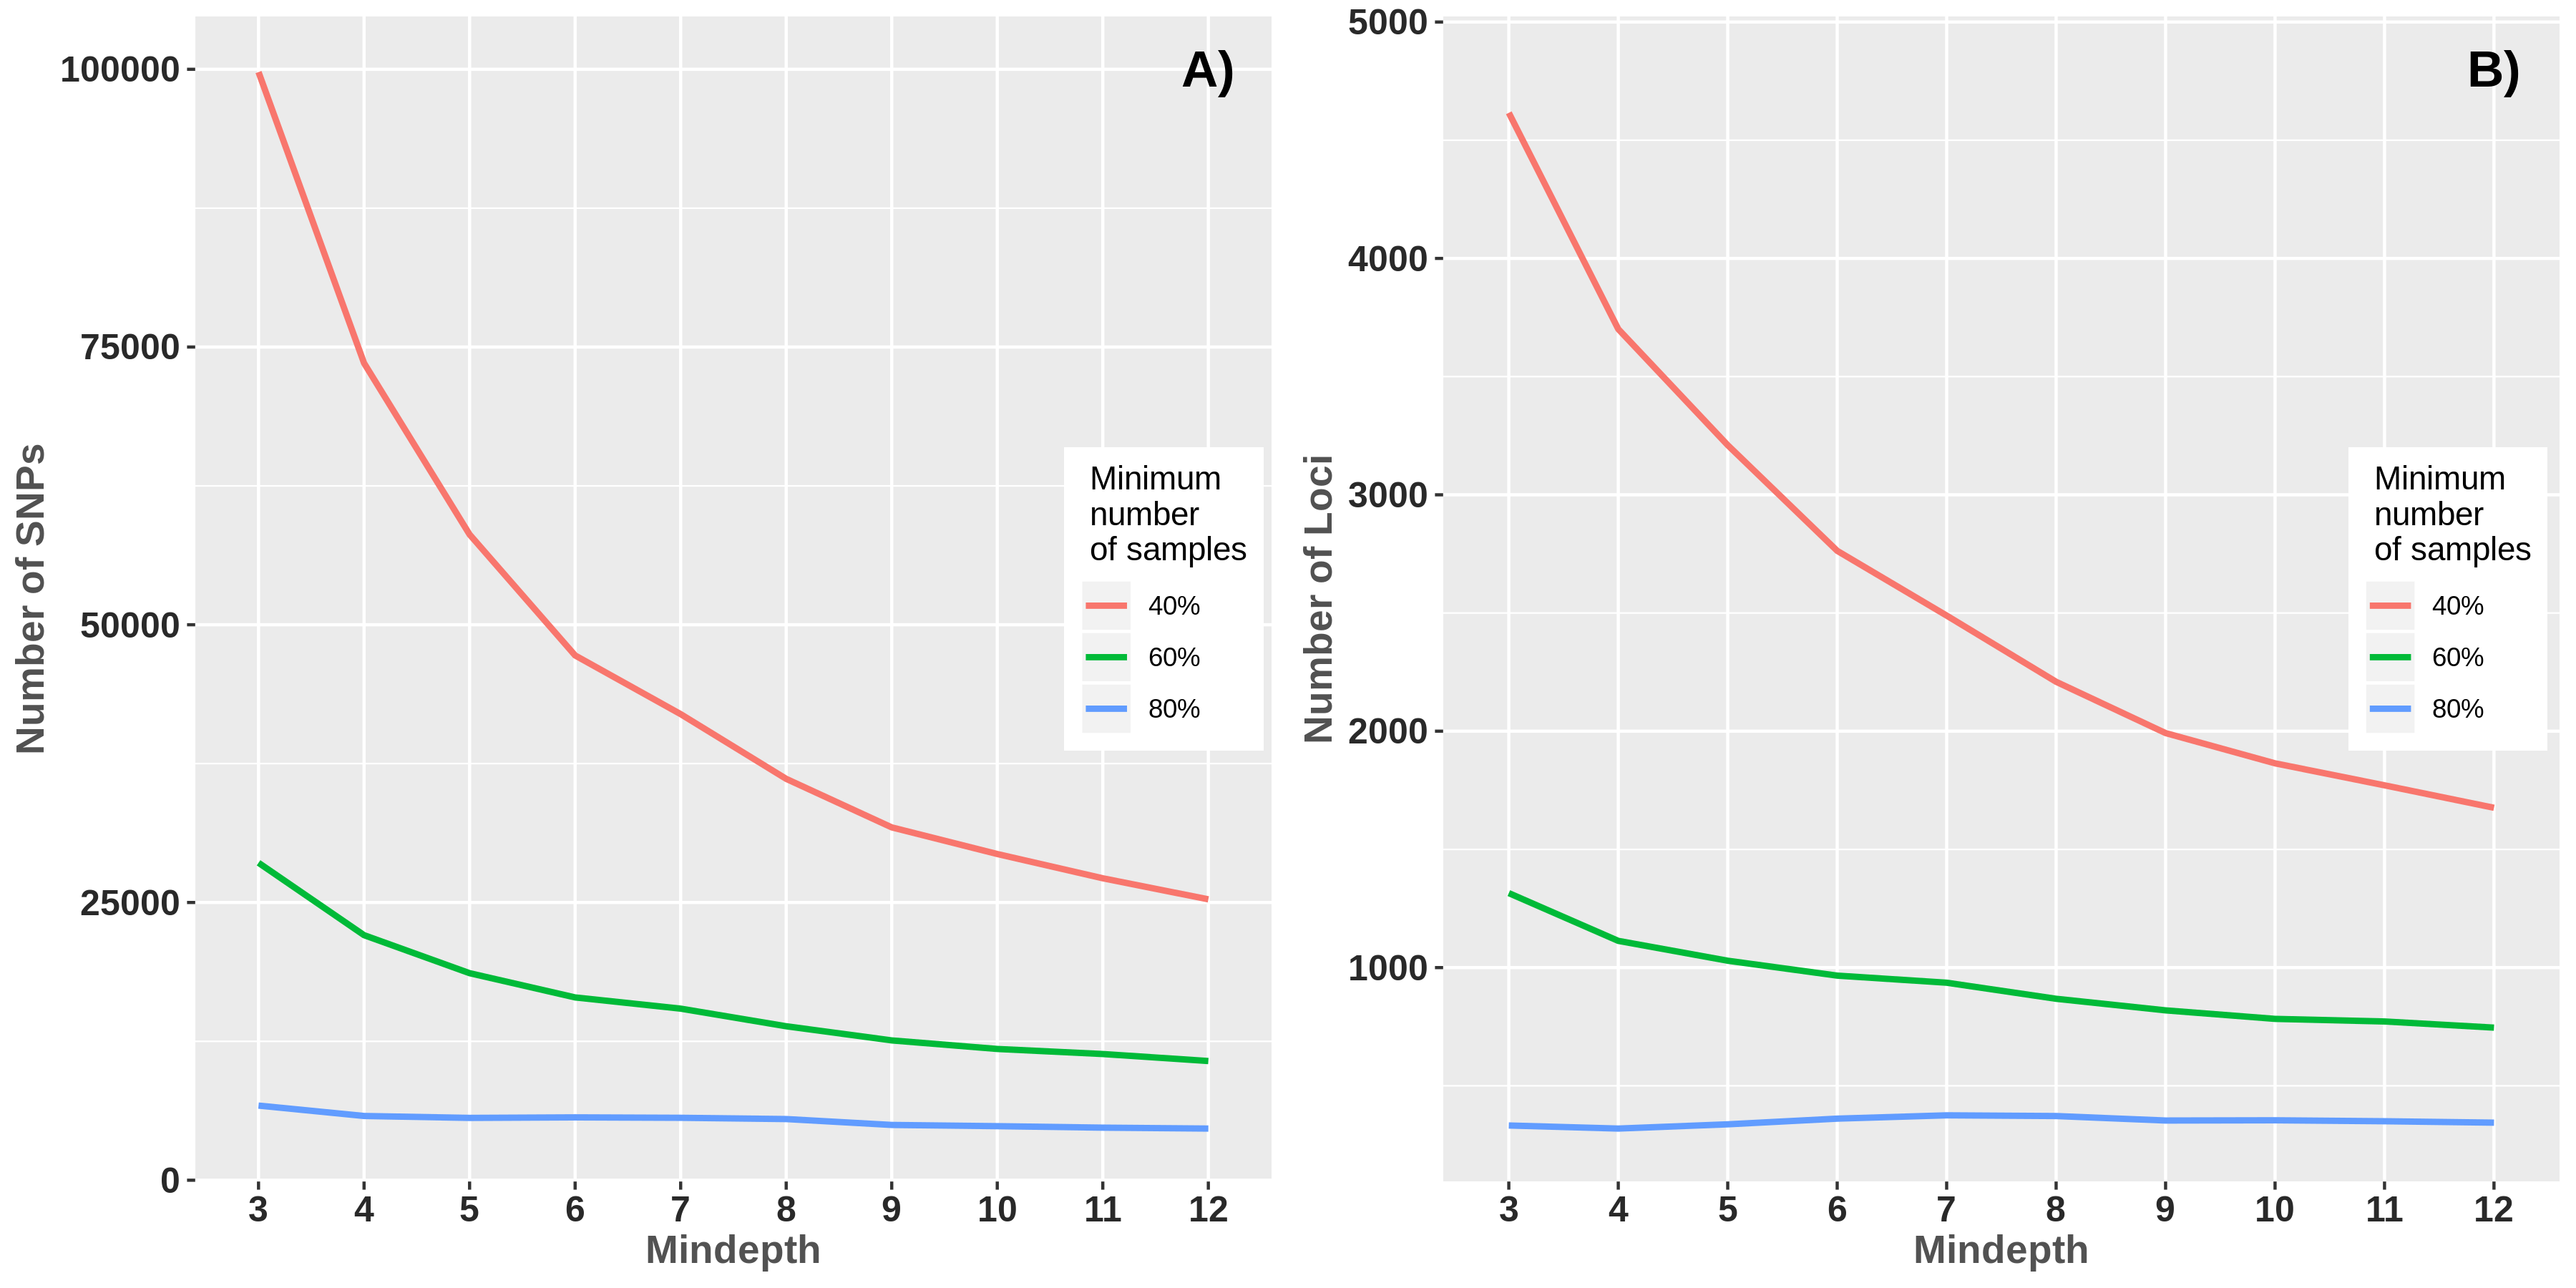 A)
100000
75000
50000
25000
0
Number of SNPs
3 4 5 6 7 8 9 10 11 12
Mindepth
Minimum
number
of samples
40%
60%
80%
B)
5000
4000
3000
2000
1000
Number of Loci
3 4 5 6 7 8 9 10 11 12
Mindepth
Minimum
number
of samples
40%
60%
80%